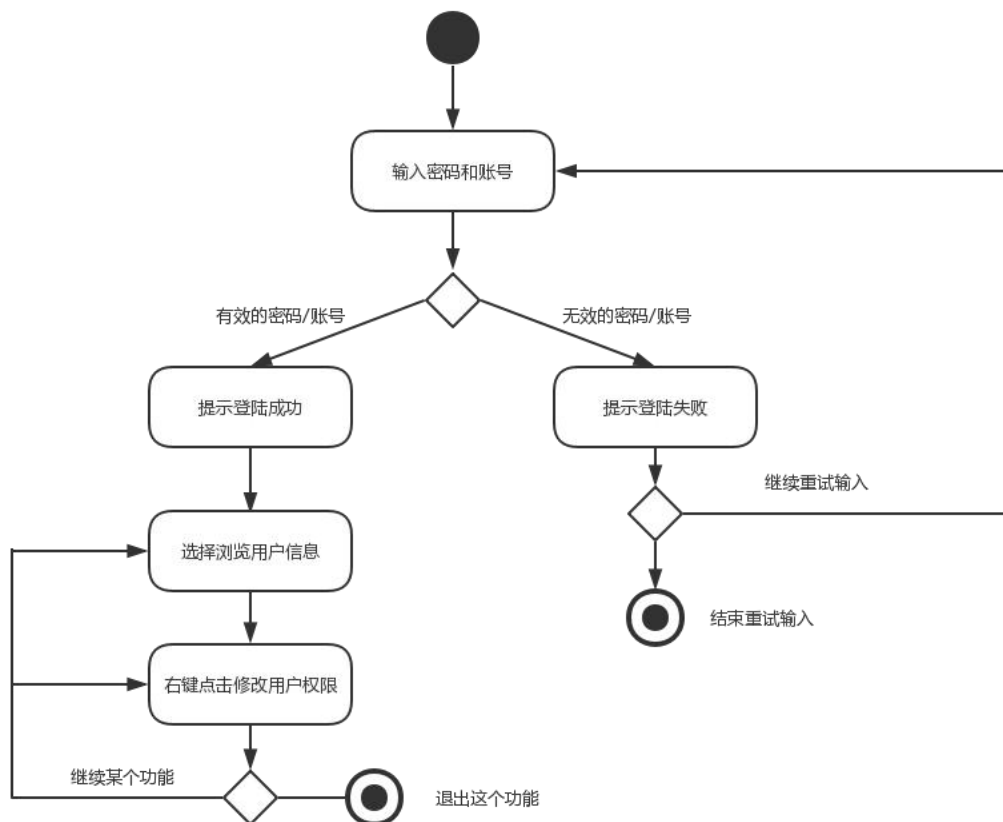 输入密码和账号
有效的密码/账号
无效的密码/账号
提示登陆成功
提示登陆失败
继续重试输入
选择浏览用户信息
结束重试输入
右键点击修改用户权限
继续某个功能
退出这个功能